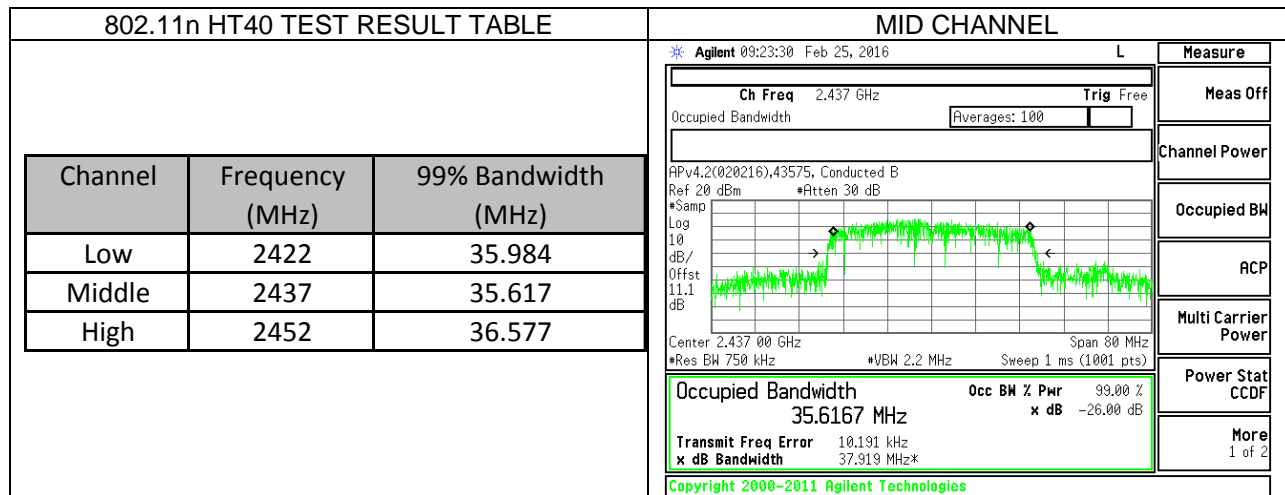 802.11n HT40 TEST RESULT TABLE
MID CHANNEL
Channel Frequency (MHz) 99% Bandwidth (MHz)
Low 2422 35.984
Middle 2437 35.617
High 2452 36.577
Agilent 09:23:30 Feb 25, 2016 L
Ch Freq 2.437 GHz Trig Free
Occupied Bandwidth Averages: 100
APv4.2(020216),43575, Conducted B
Ref 20 dBm #Atten 30 dB
#Samp
Log
10
dB/
Offst
11.1
dB
Center 2.437 00 GHz Span 80 MHz
#Res BW 750 kHz #VBW 2.2 MHz Sweep 1 ms (1001 pts)
Occupied Bandwidth Occ BW % Pwr 99.00 %
35.6167 MHz x dB -26.00 dB
Transmit Freq Error 10.191 kHz
x dB Bandwidth 37.919 MHz*
Copyright 2000-2011 Agilent Technologies
Measure
Meas Off
Channel Power
Occupied BW
ACP
Multi Carrier
Power
Power Stat
CCDF
More
1 of 2